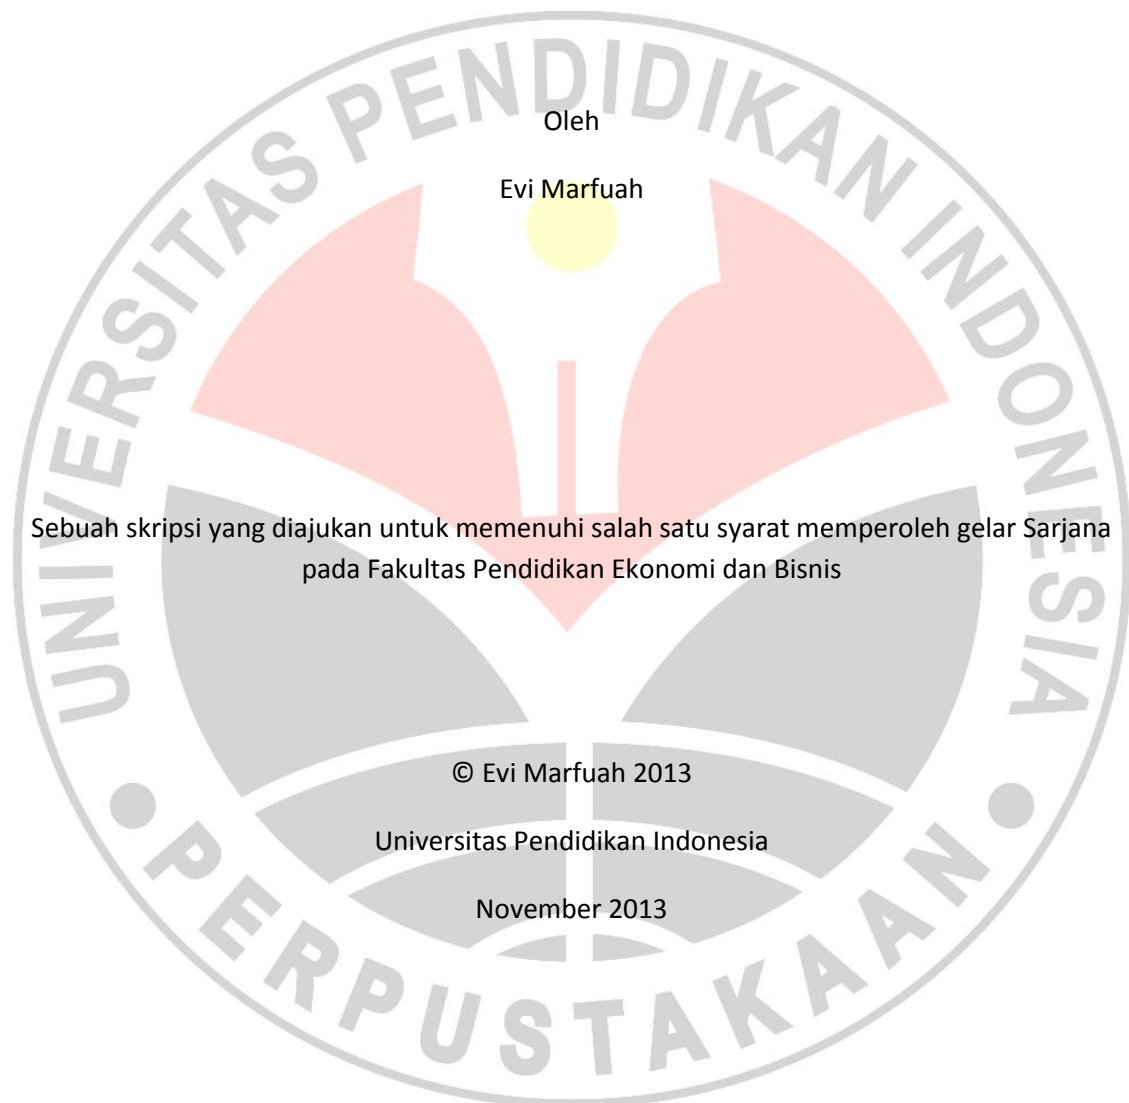 UNIVERSITAS PENDIDIKAN INDONESIA
Oleh
Evi Marfuah
Sebuah skripsi yang diajukan untuk memenuhi salah satu syarat memperoleh gelar Sarjana
pada Fakultas Pendidikan Ekonomi dan Bisnis
© Evi Marfuah 2013
Universitas Pendidikan Indonesia
November 2013
PERPUSTAKAAN